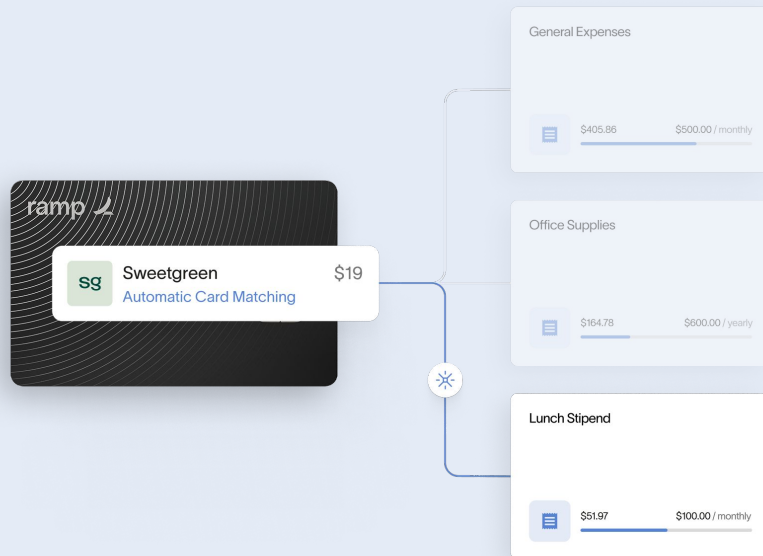 ramp
sg
Sweetgreen
$19
Automatic Card Matching
General Expenses
$405.86
$500.00 / monthly
Office Supplies
$164.78
$600.00 / yearly
Lunch Stipend
$51.97
$100.00 / monthly